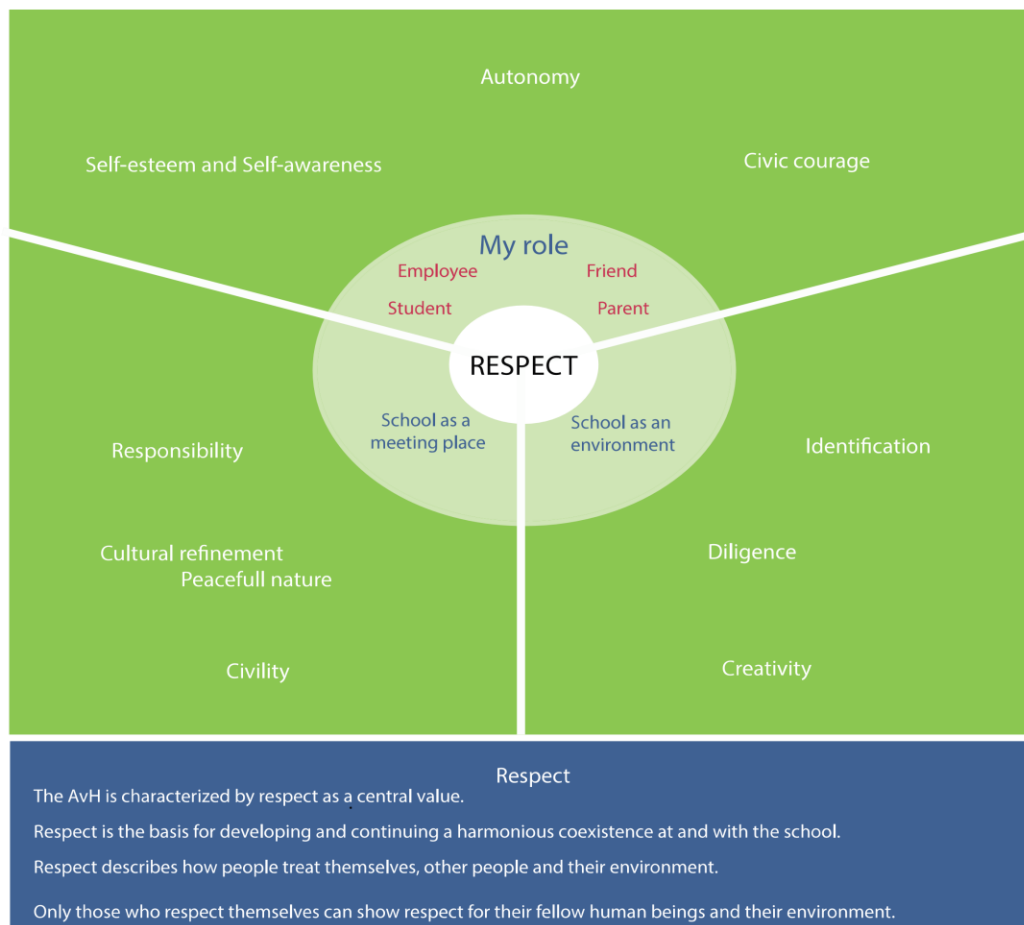 Autonomy
Self-esteem and Self-awareness
Civic courage
My role
Employee
Friend
Student
Parent
RESPECT
School as a
meeting place
School as an
environment
Responsibility
Identification
Cultural refinement
Peacefull nature
Diligence
Civility
Creativity
Respect
The AvH is characterized by respect as a central value.
Respect is the basis for developing and continuing a harmonious coexistence at and with the school.
Respect describes how people treat themselves, other people and their environment.
Only those who respect themselves can show respect for their fellow human beings and their environment.